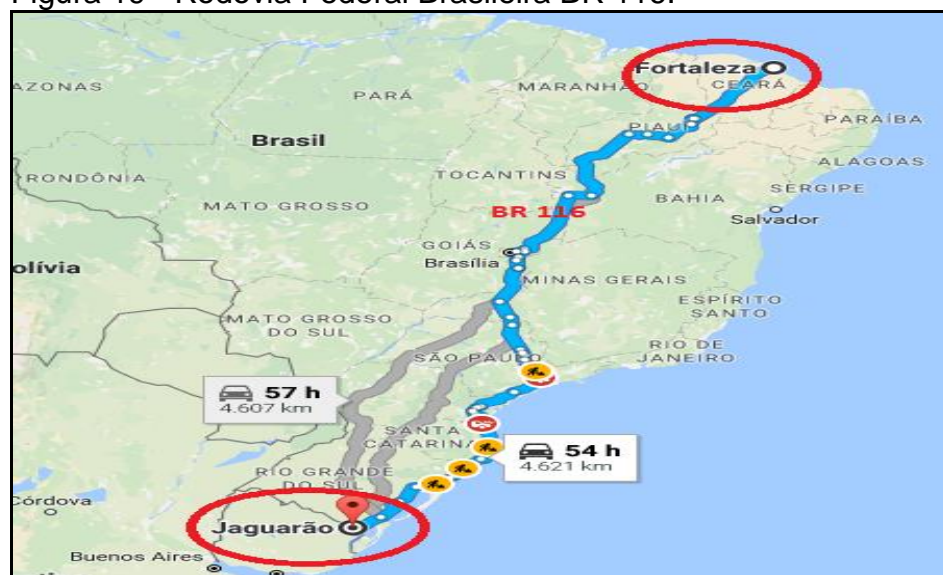 Figura 16 - Rodovia Federal Brasileira BR 116.
Fortaleza
CEARÁ
AZONAS
PARÁ
MARANHÃO
PARAÍBA
PIAUÍ
Brasil
ALAGOAS
RONDÔNIA
TOCANTINS
SERGIPE
BAHIA
MATO GROSSO
BR 116
Salvador
GOIÁS
Brasília
olívia
MINAS GERAIS
ESPÍRITO
SANTO
MATO GROSSO
DO SUL
RIO DE
JANEIRO
SÃO PAULO
57 h
4.607 km
SANTA
CATARINA
54 h
4.621 km
RIO GRANDE
DO SUL
Córdova
Jaguarão
Buenos Aires